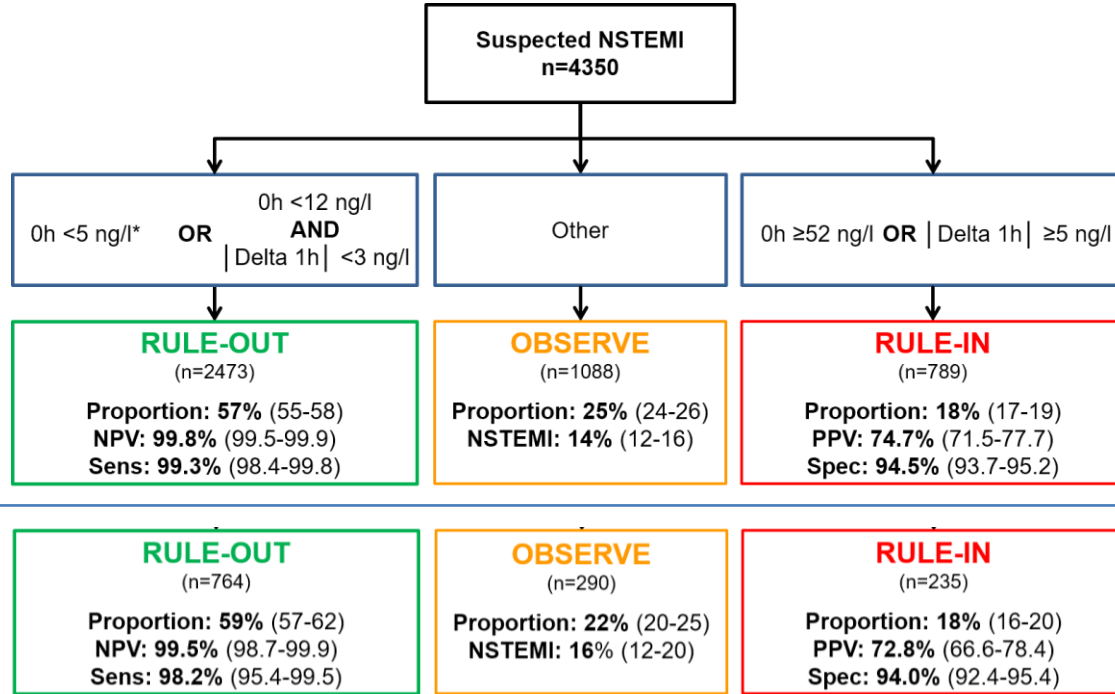 Suspected NSTEMI
n=4350
0h <5 ng/l* OR 0h <12 ng/l
AND
│Delta 1h│ <3 ng/l
Other
0h ≥52 ng/l OR │Delta 1h│ ≥5 ng/l
RULE-OUT
(n=2473)
Proportion: 57% (55-58)
NPV: 99.8% (99.5-99.9)
Sens: 99.3% (98.4-99.8)
OBSERVE
(n=1088)
Proportion: 25% (24-26)
NSTEMI: 14% (12-16)
RULE-IN
(n=789)
Proportion: 18% (17-19)
PPV: 74.7% (71.5-77.7)
Spec: 94.5% (93.7-95.2)
RULE-OUT
(n=764)
Proportion: 59% (57-62)
NPV: 99.5% (98.7-99.9)
Sens: 98.2% (95.4-99.5)
OBSERVE
(n=290)
Proportion: 22% (20-25)
NSTEMI: 16% (12-20)
RULE-IN
(n=235)
Proportion: 18% (16-20)
PPV: 72.8% (66.6-78.4)
Spec: 94.0% (92.4-95.4)